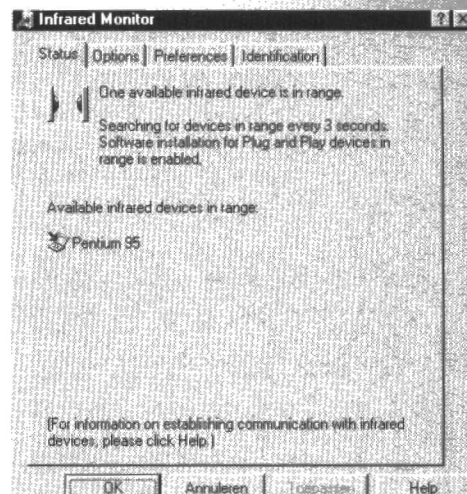 Infrared Monitor
Status Options Preferences Identification
One available infrared device is in range.
Searching for devices in range every 3 seconds.
Software installation for Plug and Play devices in
range is enabled.
Available infrared devices in range:
Pentium 95
(For information on establishing communication with infrared
devices, please click Help.)
OK Annuleren Toepassen Help